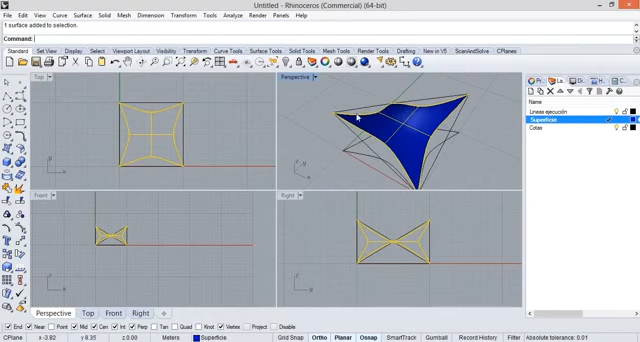 Untitled - Rhinoceros (Commercial) (64-bit)
File Edit View Curve Surface Solid Mesh Dimension Transform Tools Analyze Render Panels Help
1 surface added to selection.
Command:
Standard Set View Display Select Viewport Layout Visibility Transform Curve Tools Surface Tools Solid Tools Mesh Tools Render Tools Drafting New in V5 ScanAndSolve CPlanes
Top
Perspective
Pr... La... Di... H... C...
Name
Lineas ejecución
Superficie
Cotas
Front
Right
Perspective Top Front Right
End Near Point Mid Cen Int Perp Tan Quad Knot Vertex Project Disable
CPlane x -3.82 y 8.35 z 0.00 Meters Superficie Grid Snap Ortho Planar Osnap SmartTrack Gumball Record History Filter Absolute tolerance: 0.01